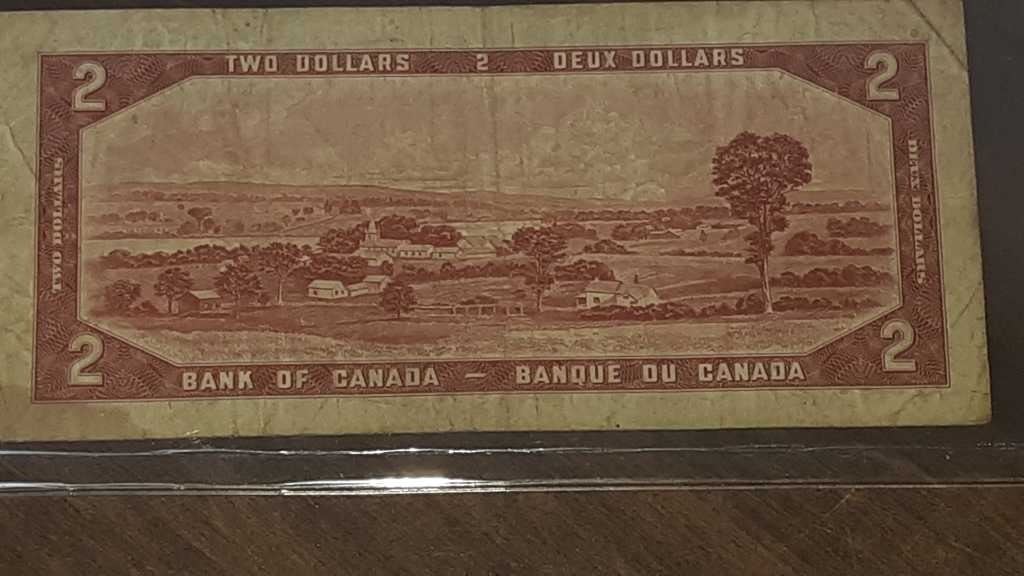 TWO DOLLARS 2 DEUX DOLLARS
2 2
TWO DOLLARS
DEUX DOLLARS
2 2
BANK OF CANADA — BANQUE DU CANADA